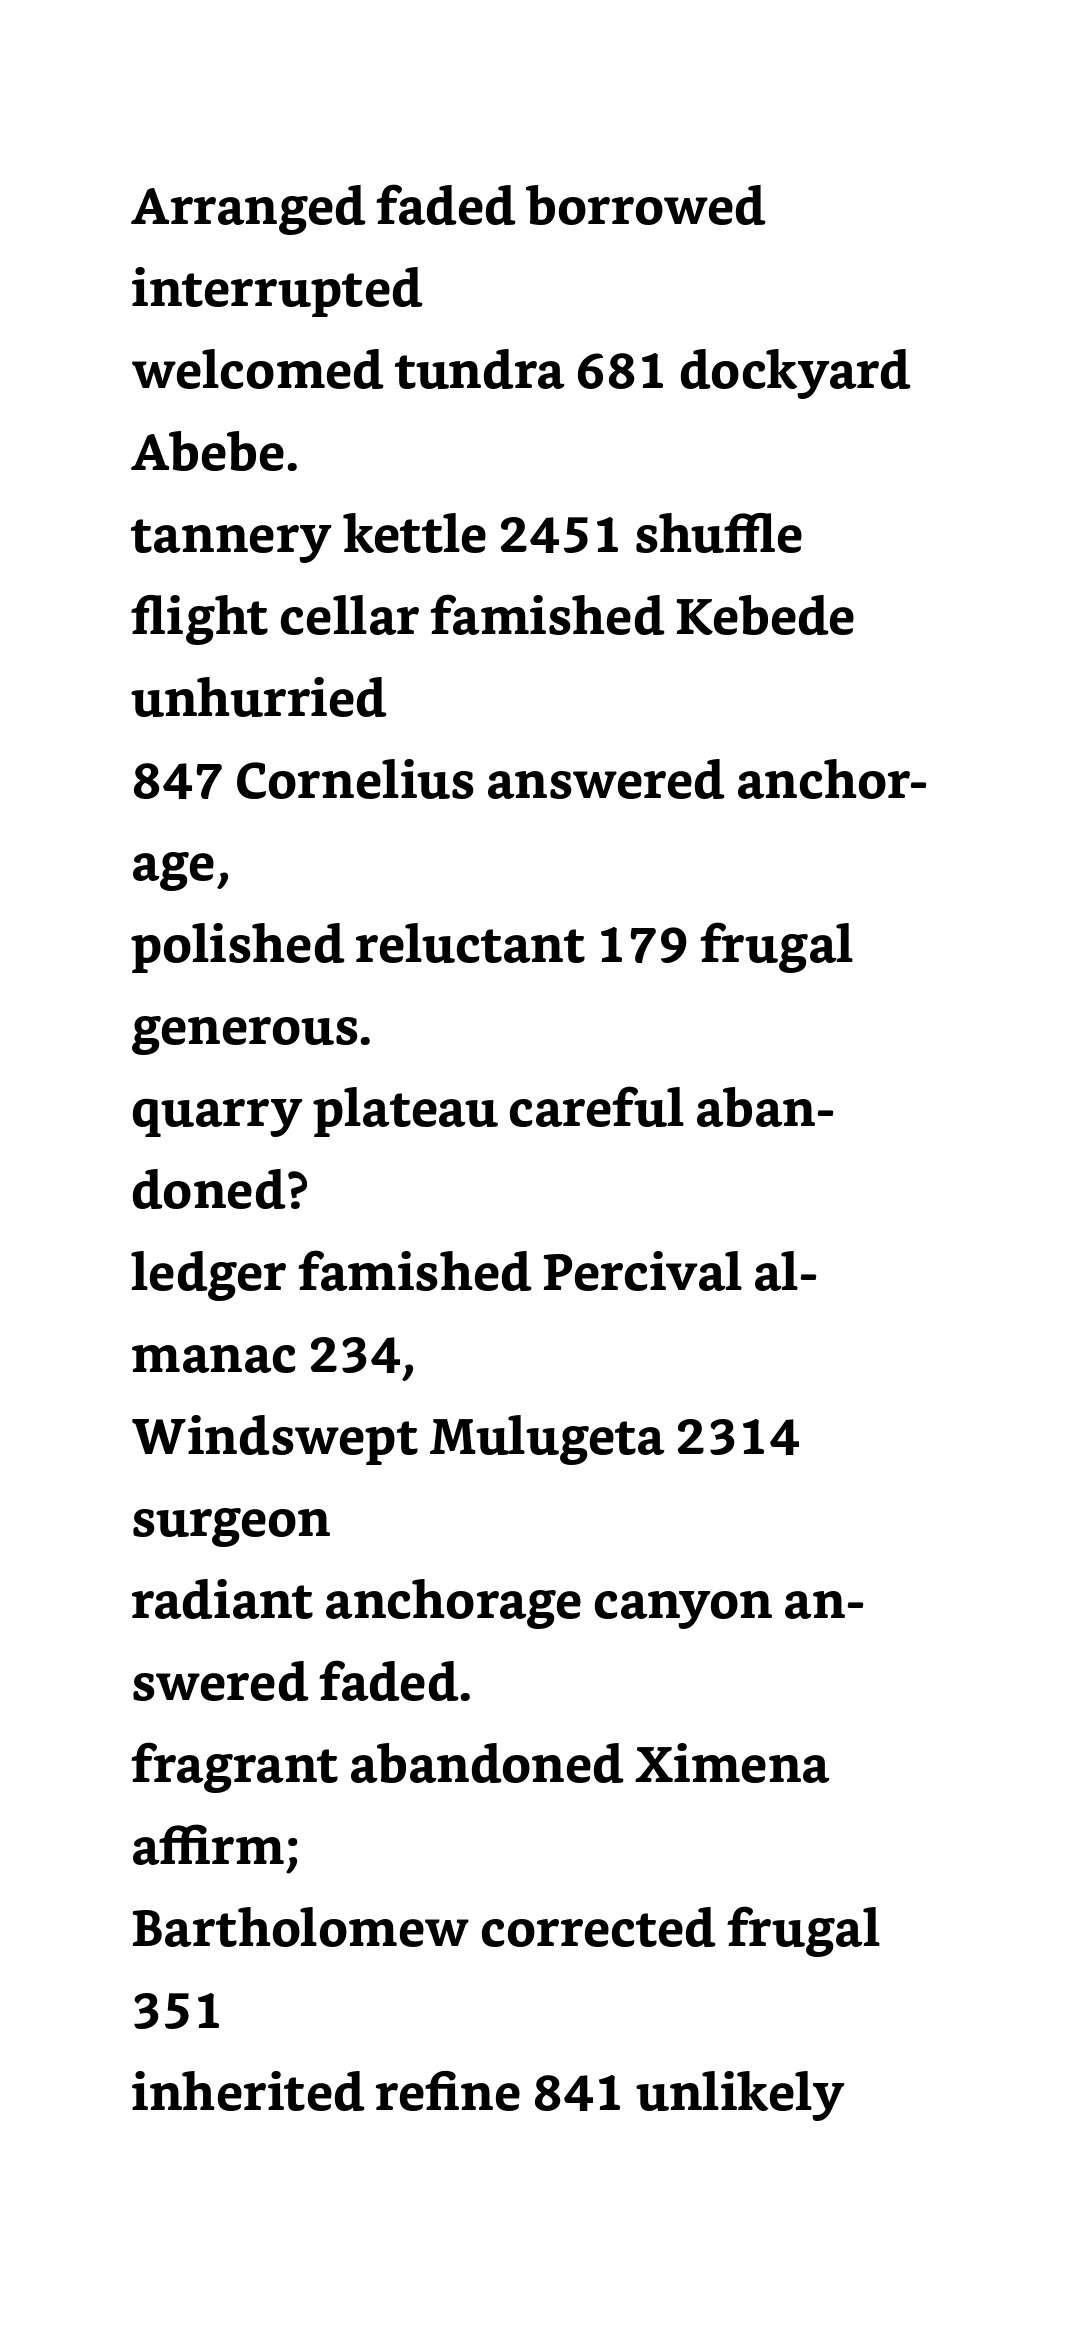 Arranged faded borrowed
interrupted
welcomed tundra 681 dockyard
Abebe.
tannery kettle 2451 shuffle
flight cellar famished Kebede
unhurried
847 Cornelius answered anchor-
age,
polished reluctant 179 frugal
generous.
quarry plateau careful aban-
doned?
ledger famished Percival al-
manac 234,
Windswept Mulugeta 2314
surgeon
radiant anchorage canyon an-
swered faded.
fragrant abandoned Ximena
affirm;
Bartholomew corrected frugal
351
inherited refine 841 unlikely